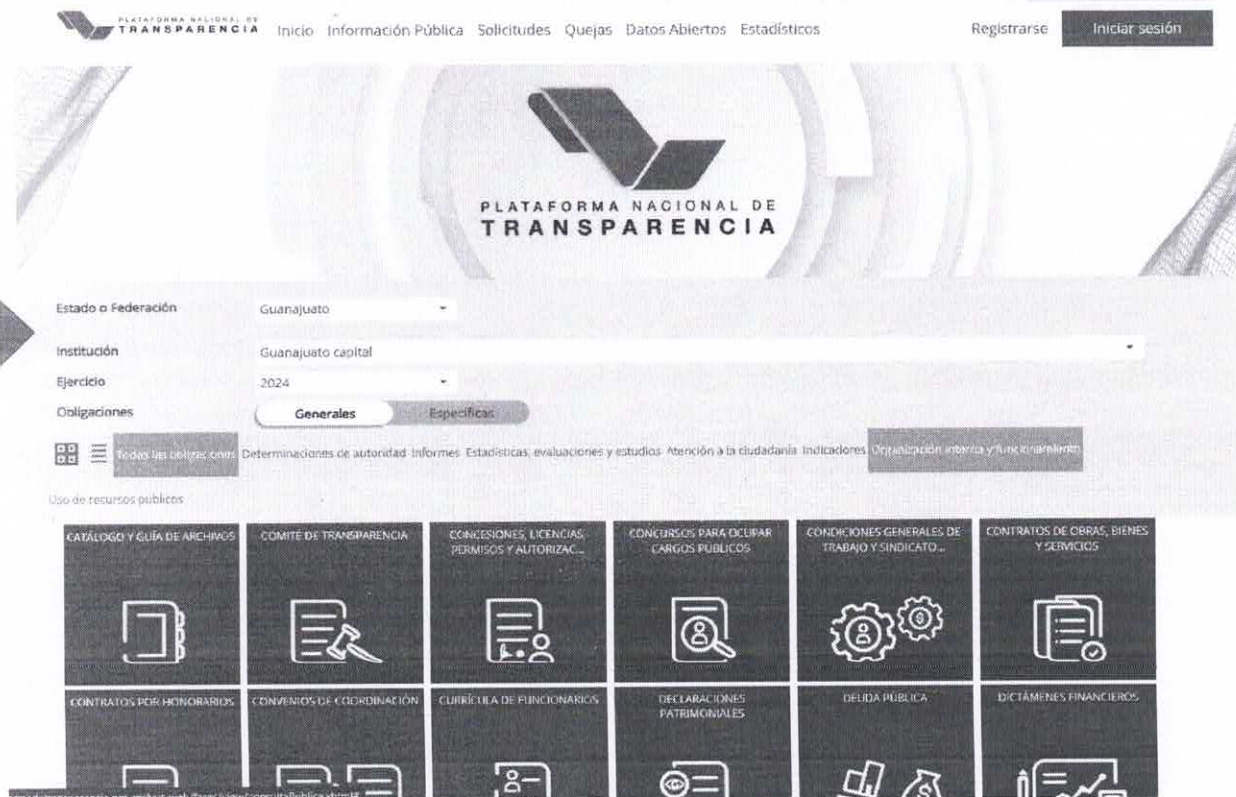 PLATAFORMA NACIONAL DE
TRANSPARENCIA
Inicio Información Pública Solicitudes Quejas Datos Abiertos Estadísticos Registrarse Iniciar sesión
PLATAFORMA NACIONAL DE
TRANSPARENCIA
Estado o Federación Guanajuato
Institución Guanajuato capital
Ejercicio 2024
Obligaciones Generales Específicas
Todas las obligaciones Determinaciones de autoridad Informes Estadísticas, evaluaciones y estudios Atención a la ciudadanía Indicadores Organización interna y funcionamiento
Uso de recursos públicos
CATÁLOGO Y GUÍA DE ARCHIVOS
COMITÉ DE TRANSPARENCIA
CONCESIONES, LICENCIAS,
PERMISOS Y AUTORIZAC...
CONCURSOS PARA OCUPAR
CARGOS PÚBLICOS
CONDICIONES GENERALES DE
TRABAJO Y SINDICATO...
CONTRATOS DE OBRAS, BIENES
Y SERVICIOS
CONTRATOS POR HONORARIOS
CONVENIOS DE COORDINACIÓN
CURRÍCULA DE FUNCIONARIOS
DECLARACIONES
PATRIMONIALES
DEUDA PÚBLICA
DICTÁMENES FINANCIEROS